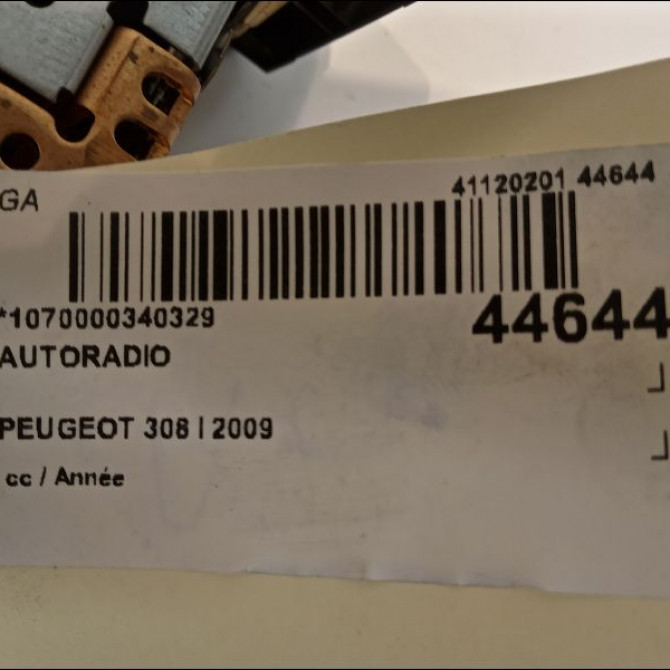 GA
41120201 44644
*1070000340329
44644
AUTORADIO
PEUGEOT 308 I 2009
cc / Année